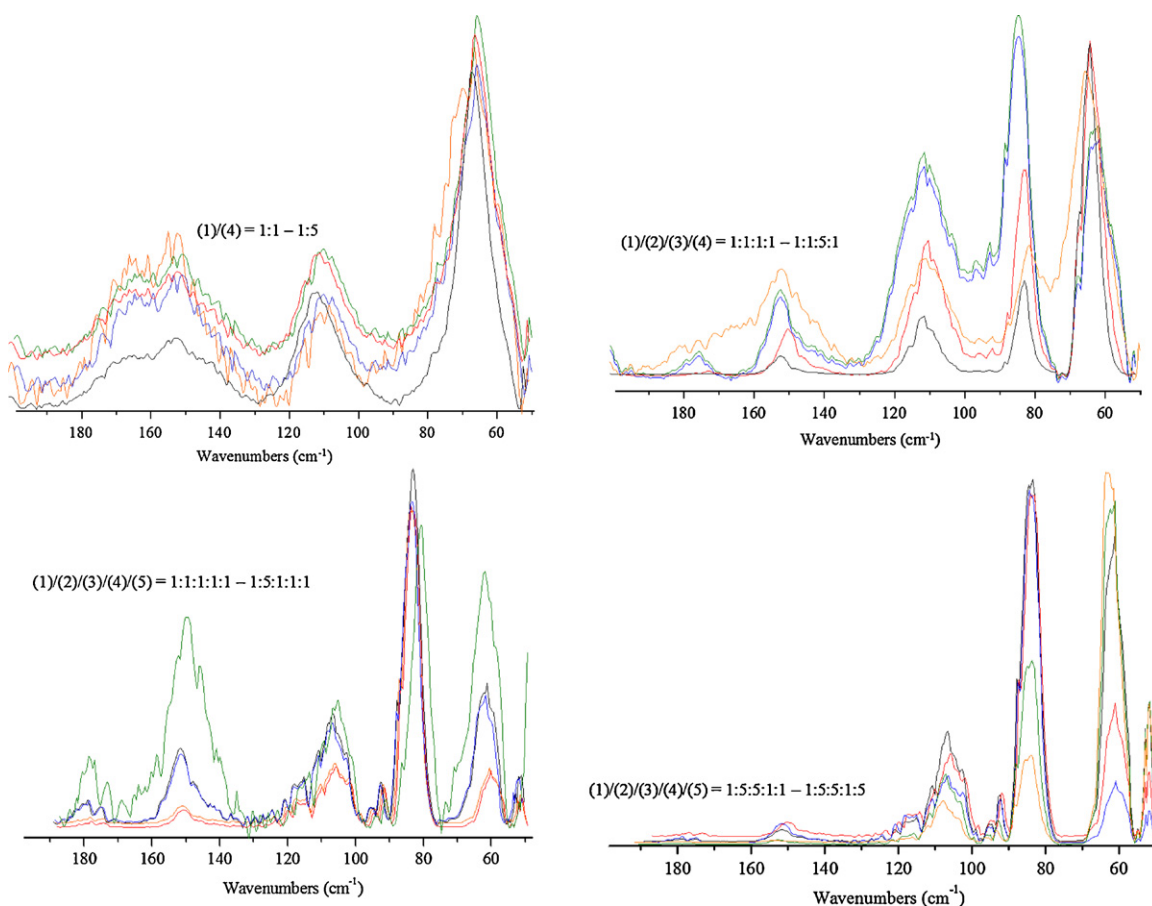 (1)/(4) = 1:1 – 1:5
180 160 140 120 100 80 60
Wavenumbers (cm-1)
(1)/(2)/(3)/(4) = 1:1:1:1 – 1:1:5:1
180 160 140 120 100 80 60
Wavenumbers (cm-1)
(1)/(2)/(3)/(4)/(5) = 1:1:1:1:1 – 1:5:1:1:1
180 160 140 120 100 80 60
Wavenumbers (cm-1)
(1)/(2)/(3)/(4)/(5) = 1:5:5:1:1 – 1:5:5:1:5
180 160 140 120 100 80 60
Wavenumbers (cm-1)